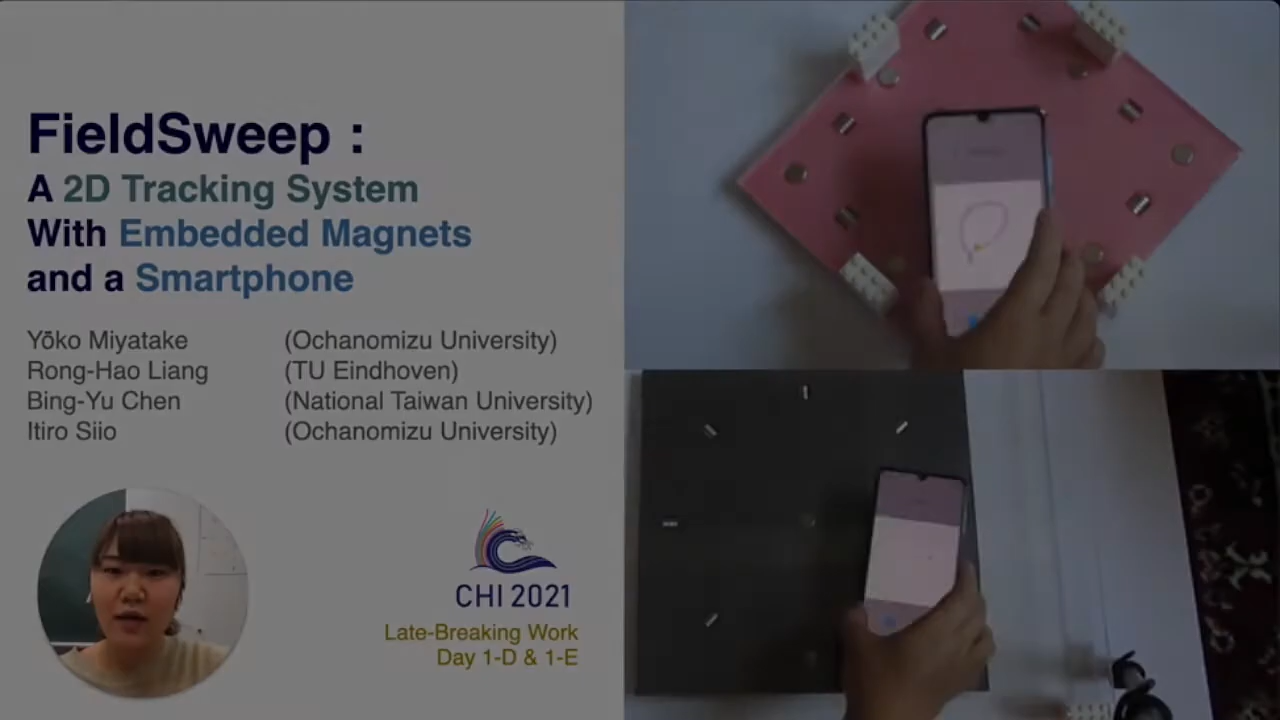 FieldSweep :
A 2D Tracking System
With Embedded Magnets
and a Smartphone
Yōko Miyatake (Ochanomizu University)
Rong-Hao Liang (TU Eindhoven)
Bing-Yu Chen (National Taiwan University)
Itiro Siio (Ochanomizu University)
CHI 2021
Late-Breaking Work
Day 1-D & 1-E